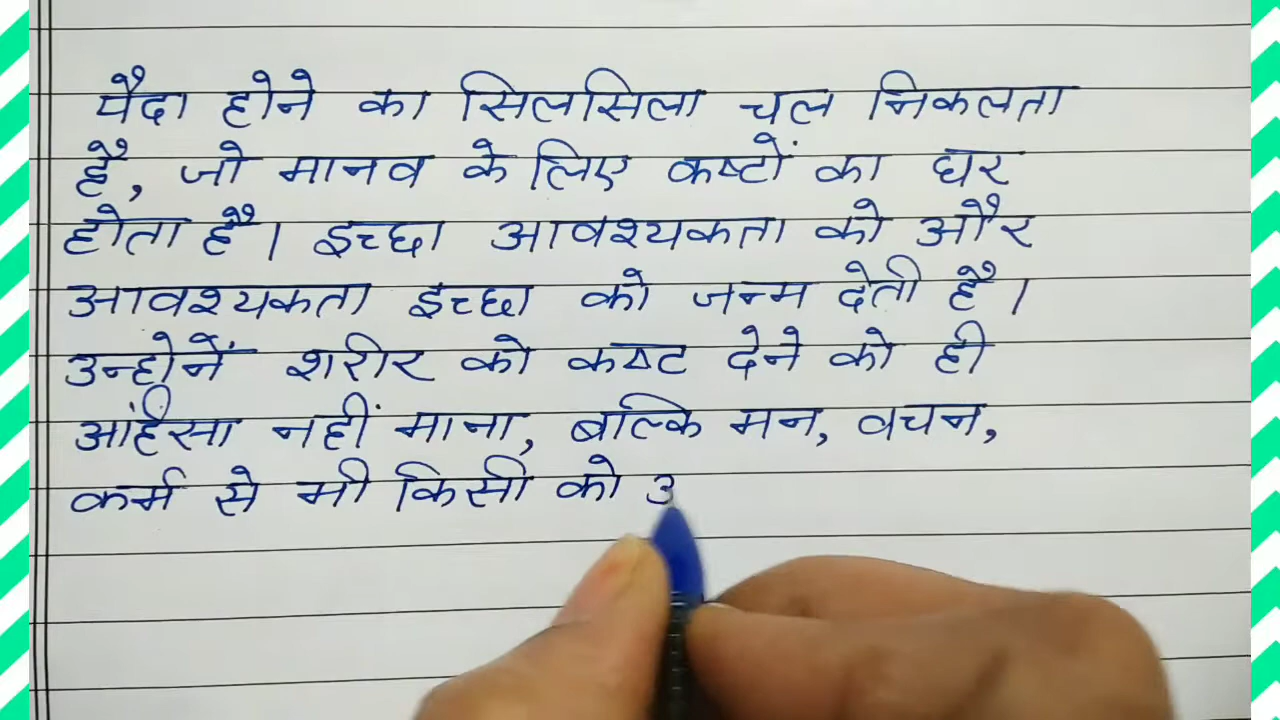 पैदा होने का सिलसिला चल निकलता
है, जो मानव के लिए कष्टों का घर
होता है। इच्छा आवश्यकता को और
आवश्यकता इच्छा को जन्म देती है।
उन्होनें शरीर को कष्ट देने को ही
अंहिसा नहीं माना, बल्कि मन, वचन,
कर्म से भी किसी को